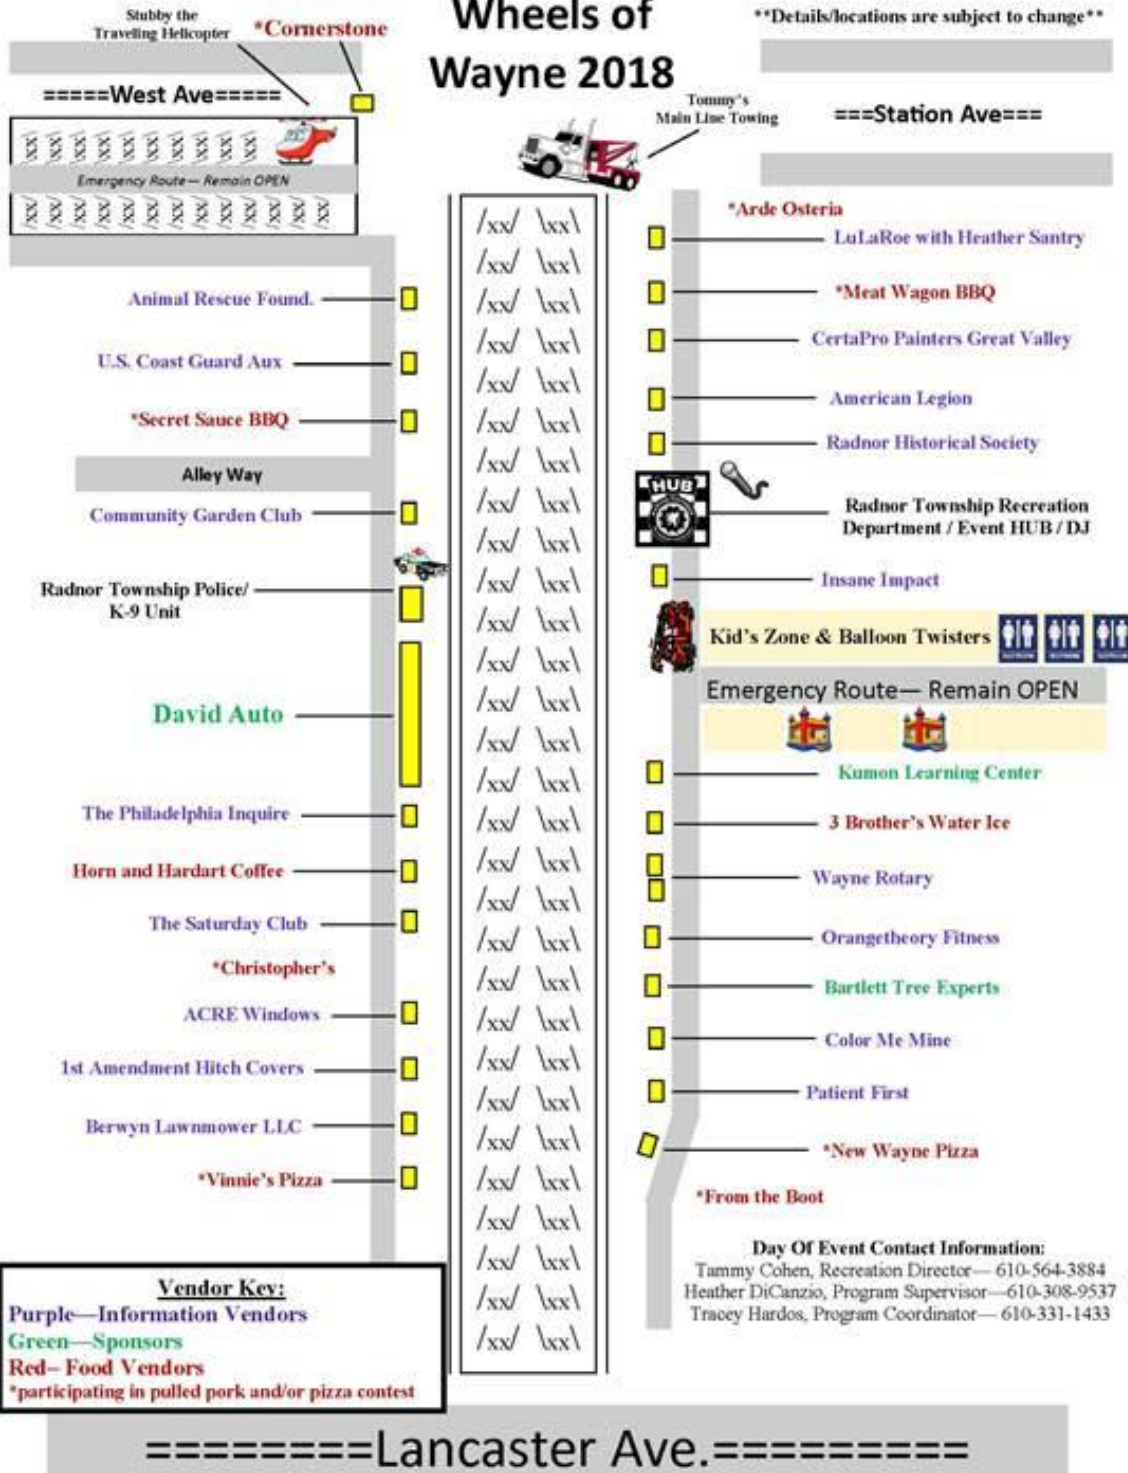 Wheels of
Wayne 2018
**Details/locations are subject to change**
Stubby the
Traveling Helicopter
*Cornerstone
=====West Ave=====
Tommy's
Main Line Towing
===Station Ave===
Emergency Route— Remain OPEN
*Arde Osteria
LuLaRoe with Heather Santry
Animal Rescue Found.
*Meat Wagon BBQ
U.S. Coast Guard Aux
CertaPro Painters Great Valley
*Secret Sauce BBQ
American Legion
Radnor Historical Society
Alley Way
HUB
Community Garden Club
Radnor Township Recreation
Department / Event HUB / DJ
Radnor Township Police/
K-9 Unit
Insane Impact
Kid's Zone & Balloon Twisters
Emergency Route— Remain OPEN
David Auto
Kumon Learning Center
The Philadelphia Inquire
3 Brother's Water Ice
Horn and Hardart Coffee
Wayne Rotary
The Saturday Club
Orangetheory Fitness
*Christopher's
Bartlett Tree Experts
ACRE Windows
Color Me Mine
1st Amendment Hitch Covers
Patient First
Berwyn Lawnmower LLC
*New Wayne Pizza
*Vinnie's Pizza
*From the Boot
Day Of Event Contact Information:
Tammy Cohen, Recreation Director— 610-564-3884
Heather DiCanzio, Program Supervisor—610-308-9537
Tracey Hardos, Program Coordinator— 610-331-1433
Vendor Key:
Purple—Information Vendors
Green—Sponsors
Red– Food Vendors
*participating in pulled pork and/or pizza contest
========Lancaster Ave.=========